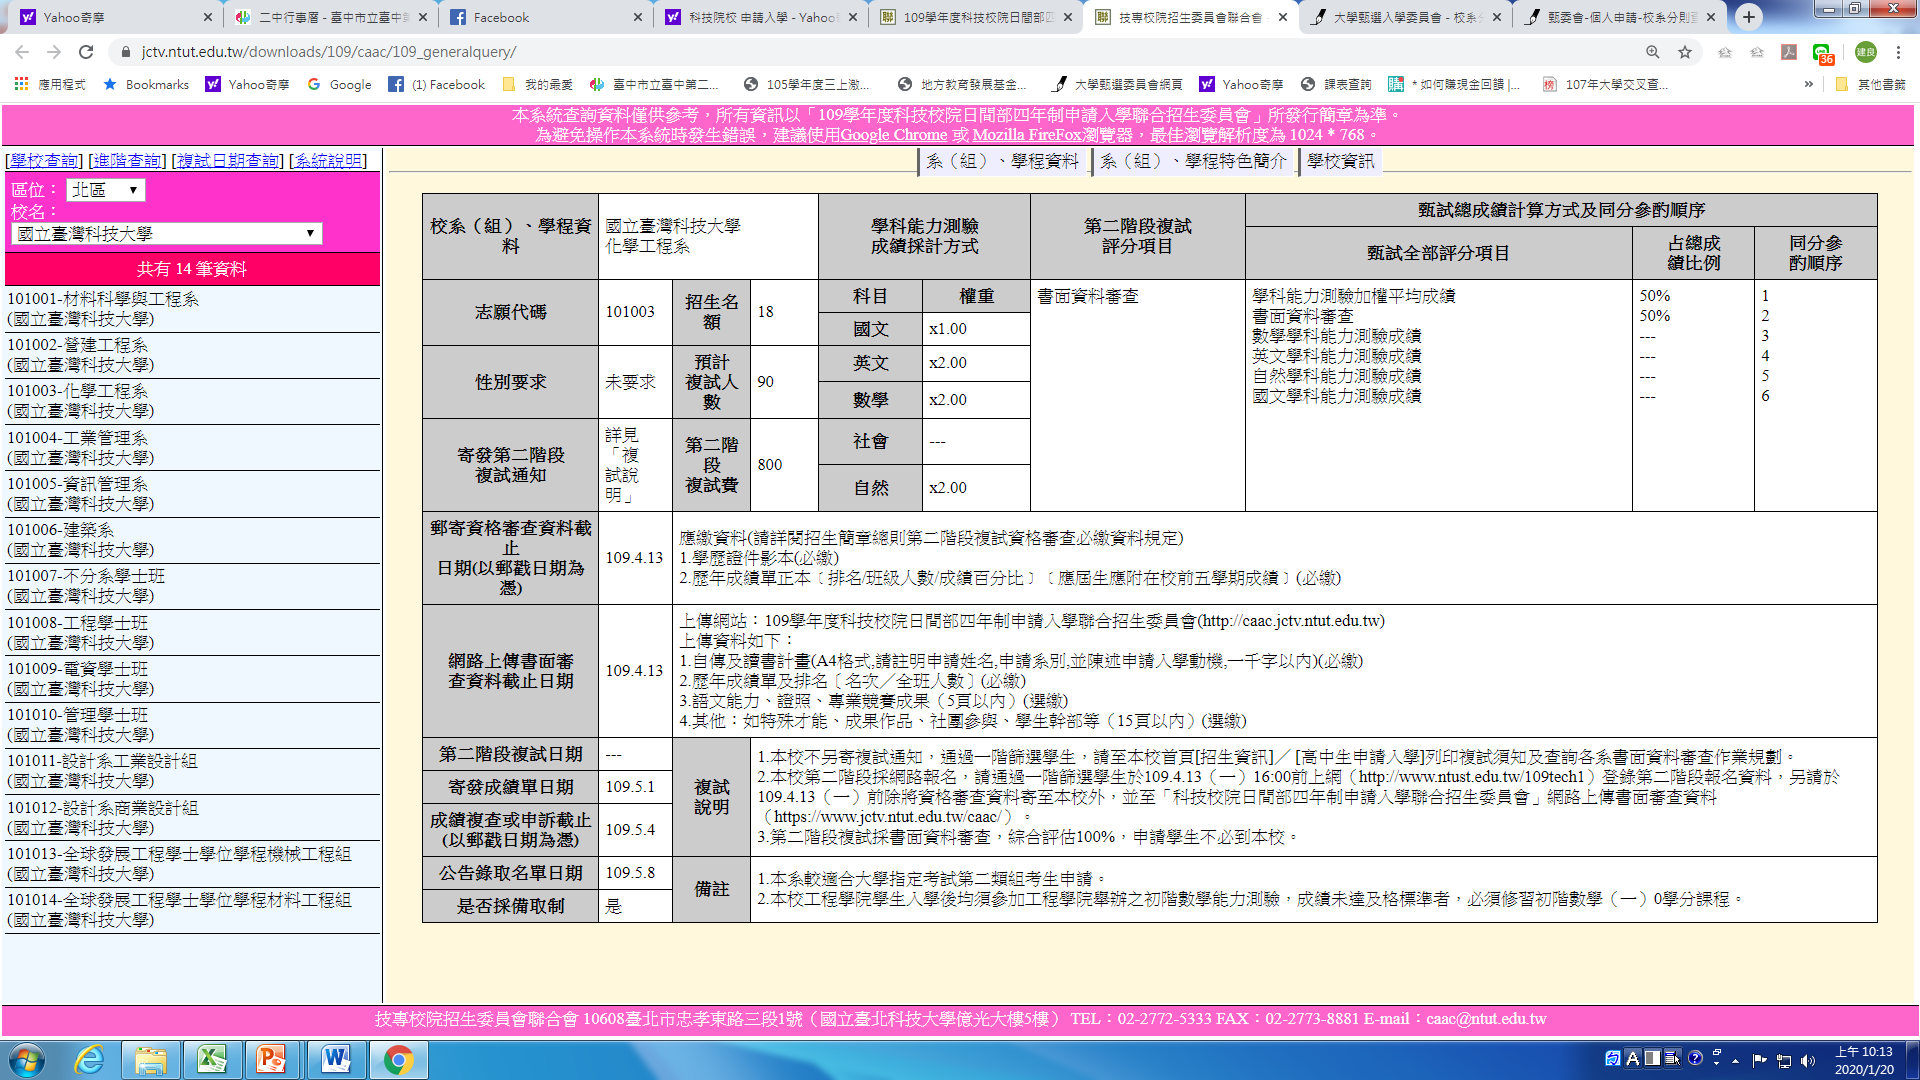 Yahoo奇摩
二中行事曆 - 臺中市立臺中
Facebook
科技院校 申請入學 - Yahoo
109學年度科技校院日間部四
技專校院招生委員會聯合會
大學甄選入學委員會 - 校系分
甄委會-個人申請-校系分則
jctv.ntut.edu.tw/downloads/109/caac/109_generalquery/
36
建良
應用程式
Bookmarks
Yahoo奇摩
Google
(1) Facebook
我的最愛
臺中市立臺中第二...
105學年度三上激...
地方教育發展基金...
大學甄選委員會網頁
Yahoo奇摩
課表查詢
* 如何賺現金回饋 |...
107年大學交叉查...
»
其他書籤
本系統查詢資料僅供參考，所有資訊以「109學年度科技校院日間部四年制申請入學聯合招生委員會」所發行簡章為準。
為避免操作本系統時發生錯誤，建議使用Google Chrome 或 Mozilla FireFox瀏覽器，最佳瀏覽解析度為 1024 * 768。
[學校查詢] [進階查詢] [複試日期查詢] [系統說明]
區位： 北區
校名：
國立臺灣科技大學
共有 14 筆資料
101001-材料科學與工程系
(國立臺灣科技大學)
101002-營建工程系
(國立臺灣科技大學)
101003-化學工程系
(國立臺灣科技大學)
101004-工業管理系
(國立臺灣科技大學)
101005-資訊管理系
(國立臺灣科技大學)
101006-建築系
(國立臺灣科技大學)
101007-不分系學士班
(國立臺灣科技大學)
101008-工程學士班
(國立臺灣科技大學)
101009-電資學士班
(國立臺灣科技大學)
101010-管理學士班
(國立臺灣科技大學)
101011-設計系工業設計組
(國立臺灣科技大學)
101012-設計系商業設計組
(國立臺灣科技大學)
101013-全球發展工程學士學位學程機械工程組
(國立臺灣科技大學)
101014-全球發展工程學士學位學程材料工程組
(國立臺灣科技大學)
系（組）、學程資料
系（組）、學程特色簡介
學校資訊
校系（組）、學程資
料
國立臺灣科技大學
化學工程系
學科能力測驗
成績採計方式
第二階段複試
評分項目
甄試總成績計算方式及同分參酌順序
甄試全部評分項目
占總成
績比例
同分參
酌順序
志願代碼
101003
招生名
額
18
科目
權重
國文
x1.00
英文
x2.00
數學
x2.00
社會
---
自然
x2.00
書面資料審查
學科能力測驗加權平均成績 50% 1
書面資料審查 50% 2
數學學科能力測驗成績 --- 3
英文學科能力測驗成績 --- 4
自然學科能力測驗成績 --- 5
國文學科能力測驗成績 --- 6
性別要求
未要求
預計
複試人
數
90
寄發第二階段
複試通知
詳見
「複
試說
明」
第二階
段
複試費
800
郵寄資格審查資料截
止
日期(以郵戳日期為
憑)
109.4.13
應繳資料(請詳閱招生簡章總則第二階段複試資格審查必繳資料規定)
1.學歷證件影本(必繳)
2.歷年成績單正本﹝排名/班級人數/成績百分比﹞﹝應屆生應附在校前五學期成績﹞(必繳)
網路上傳書面審
查資料截止日期
109.4.13
上傳網站：109學年度科技校院日間部四年制申請入學聯合招生委員會(http://caac.jctv.ntut.edu.tw)
上傳資料如下：
1.自傳及讀書計畫(A4格式,請註明申請姓名,申請系別,並陳述申請入學動機,一千字以內)(必繳)
2.歷年成績單及排名﹝名次／全班人數﹞(必繳)
3.語文能力、證照、專業競賽成果（5頁以內）(選繳)
4.其他：如特殊才能、成果作品、社團參與、學生幹部等（15頁以內）(選繳)
第二階段複試日期
---
寄發成績單日期
109.5.1
成績複查或申訴截止
(以郵戳日期為憑)
109.5.4
複試
說明
1.本校不另寄複試通知，通過一階篩選學生，請至本校首頁[招生資訊]／ [高中生申請入學]列印複試須知及查詢各系書面資料審查作業規劃。
2.本校第二階段採網路報名，請通過一階篩選學生於109.4.13（一）16:00前上網（http://www.ntust.edu.tw/109tech1）登錄第二階段報名資料，另請於
109.4.13（一）前除將資格審查資料寄至本校外，並至「科技校院日間部四年制申請入學聯合招生委員會」網路上傳書面審查資料
（https://www.jctv.ntut.edu.tw/caac/）。
3.第二階段複試採書面資料審查，綜合評估100%，申請學生不必到本校。
公告錄取名單日期
109.5.8
是否採備取制
是
備註
1.本系較適合大學指定考試第二類組考生申請。
2.本校工程學院學生入學後均須參加工程學院舉辦之初階數學能力測驗，成績未達及格標準者，必須修習初階數學（一）0學分課程。
技專校院招生委員會聯合會 10608臺北市忠孝東路三段1號（國立臺北科技大學億光大樓5樓） TEL：02-2772-5333 FAX：02-2773-8881 E-mail：caac@ntut.edu.tw
上午 10:13
2020/1/20